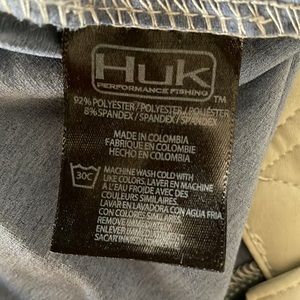 HUK
PERFORMANCE FISHING™
92% POLYESTER / POLYESTER / POLIÉSTER
8% SPANDEX / SPANDEX / SPANDEX
MADE IN COLOMBIA
FABRIQUE EN COLOMBIE
HECHO EN COLOMBIA
30C
MACHINE WASH COLD WITH
LIKE COLORS. LAVER EN MACHINE
A L'EAU FROIDE AVEC DES
COULEURS SIMILAIRES.
LAVAR EN LAVADORA CON AGUA FRIA
CON COLORES SIMILARES.